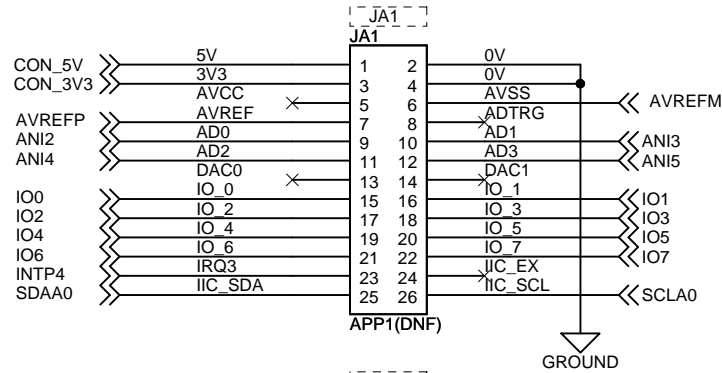 JA1
JA1
CON_5V 5V 1 2 0V
CON_3V3 3V3 3 4 0V
AVCC 5 6 AVSS AVREFM
AVREFP AVREF 7 8 ADTRG
ANI2 AD0 9 10 AD1 ANI3
ANI4 AD2 11 12 AD3 ANI5
DAC0 13 14 DAC1
IO0 IO_0 15 16 IO_1 IO1
IO2 IO_2 17 18 IO_3 IO3
IO4 IO_4 19 20 IO_5 IO5
IO6 IO_6 21 22 IO_7 IO7
INTP4 IRQ3 23 24 IIC_EX
SDAA0 IIC_SDA 25 26 IIC_SCL SCLA0
APP1(DNF)
GROUND